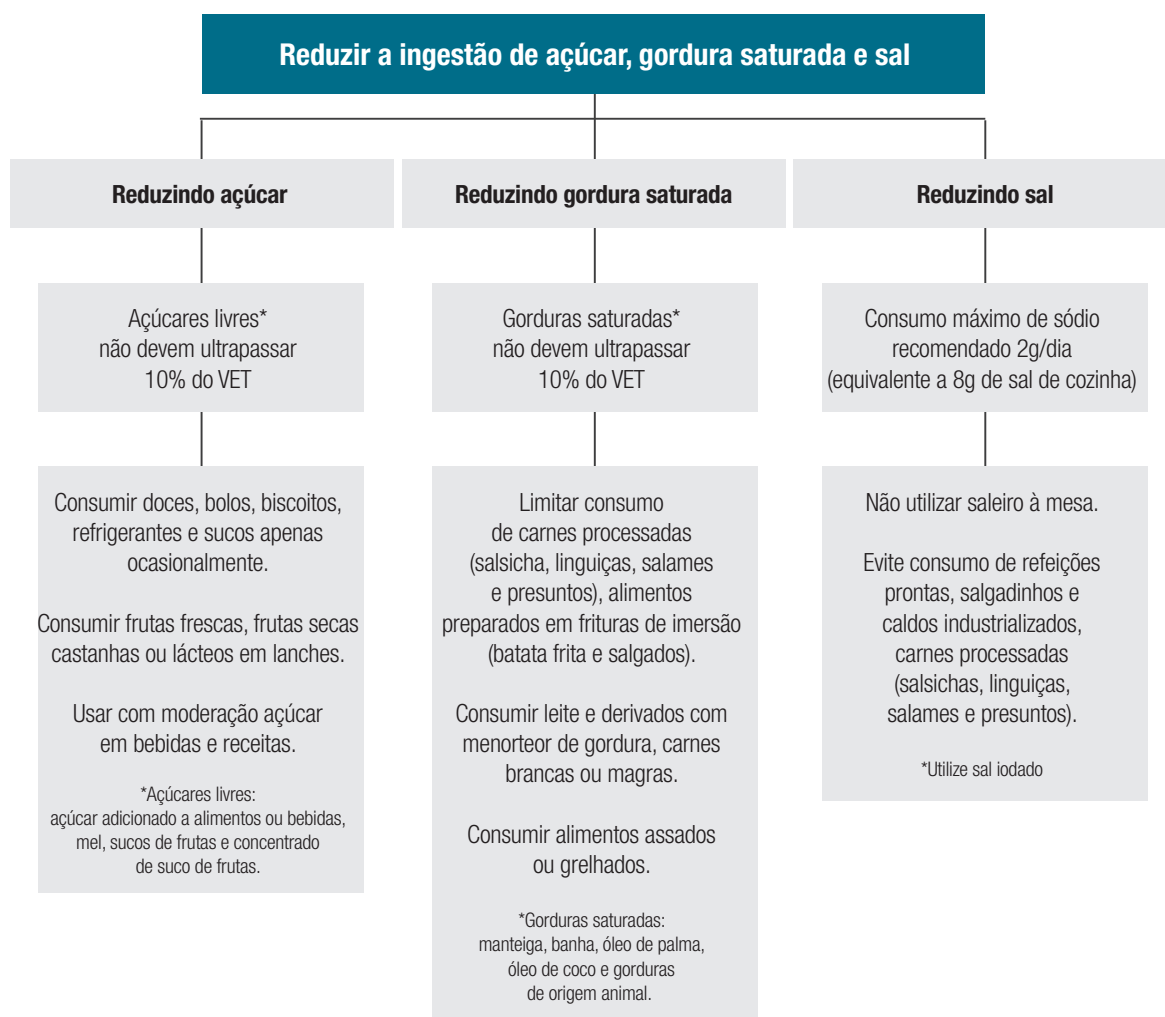 Reduzir a ingestão de açúcar, gordura saturada e sal
Reduzindo açúcar
Açúcares livres*
não devem ultrapassar
10% do VET
Consumir doces, bolos, biscoitos,
refrigerantes e sucos apenas
ocasionalmente.
Consumir frutas frescas, frutas secas
castanhas ou lácteos em lanches.
Usar com moderação açúcar
em bebidas e receitas.
*Açúcares livres:
açúcar adicionado a alimentos ou bebidas,
mel, sucos de frutas e concentrado
de suco de frutas.
Reduzindo gordura saturada
Gorduras saturadas*
não devem ultrapassar
10% do VET
Limitar consumo
de carnes processadas
(salsicha, linguiças, salames
e presuntos), alimentos
preparados em frituras de imersão
(batata frita e salgados).
Consumir leite e derivados com
menorteor de gordura, carnes
brancas ou magras.
Consumir alimentos assados
ou grelhados.
*Gorduras saturadas:
manteiga, banha, óleo de palma,
óleo de coco e gorduras
de origem animal.
Reduzindo sal
Consumo máximo de sódio
recomendado 2g/dia
(equivalente a 8g de sal de cozinha)
Não utilizar saleiro à mesa.
Evite consumo de refeições
prontas, salgadinhos e
caldos industrializados,
carnes processadas
(salsichas, linguiças,
salames e presuntos).
*Utilize sal iodado